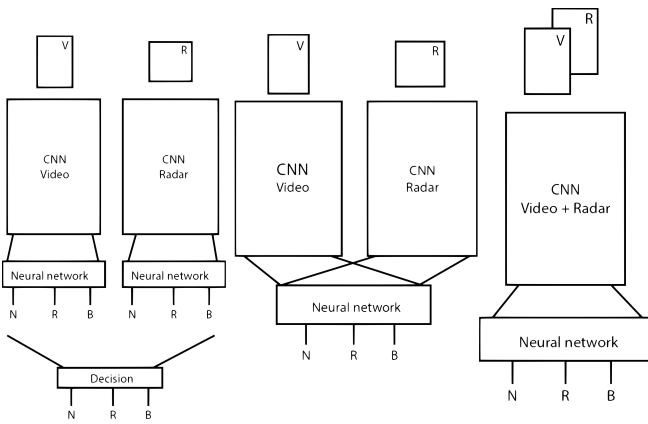 V
R
CNN
Video
CNN
Radar
Neural network
Neural network
N R B
N R B
Decision
N R B
V
R
CNN
Video
CNN
Radar
Neural network
N R B
R
V
CNN
Video + Radar
Neural network
N R B